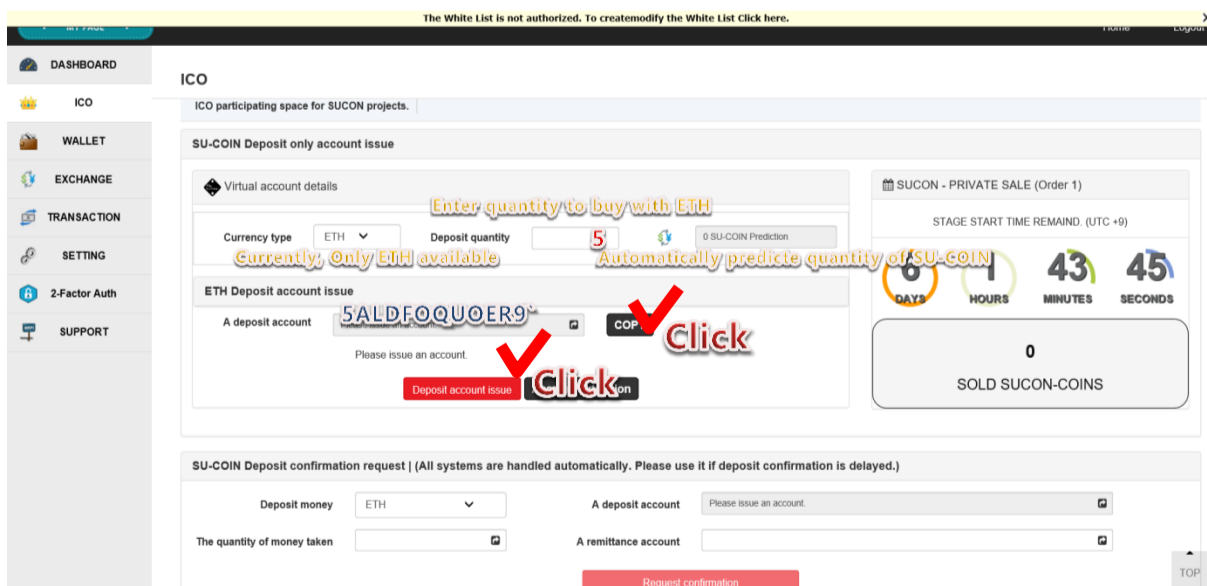 The White List is not authorized. To createmodify the White List Click here.
MY PAGE
Home Logout
DASHBOARD
ICO
WALLET
EXCHANGE
TRANSACTION
SETTING
2-Factor Auth
SUPPORT
ICO
ICO participating space for SUCON projects.
SU-COIN Deposit only account issue
Virtual account details
Enter quantity to buy with ETH
Currency type ETH Deposit quantity 5 0 SU-COIN Prediction
Currently; Only ETH available Automatically predicte quantity of SU-COIN
ETH Deposit account issue
A deposit account 5ALDFOQUOER9 COPY Click
Please issue an account.
Deposit account issue Click
SUCON - PRIVATE SALE (Order 1)
STAGE START TIME REMAIND. (UTC +9)
6 1 43 45
DAYS HOURS MINUTES SECONDS
0
SOLD SUCON-COINS
SU-COIN Deposit confirmation request | (All systems are handled automatically. Please use it if deposit confirmation is delayed.)
Deposit money ETH A deposit account Please issue an account.
The quantity of money taken A remittance account
Request confirmation
TOP